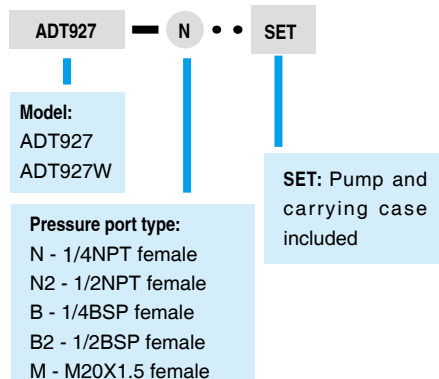 ADT927 — N • • SET
Model:
ADT927
ADT927W
SET: Pump and
carrying case
included
Pressure port type:
N - 1/4NPT female
N2 - 1/2NPT female
B - 1/4BSP female
B2 - 1/2BSP female
M - M20X1.5 female